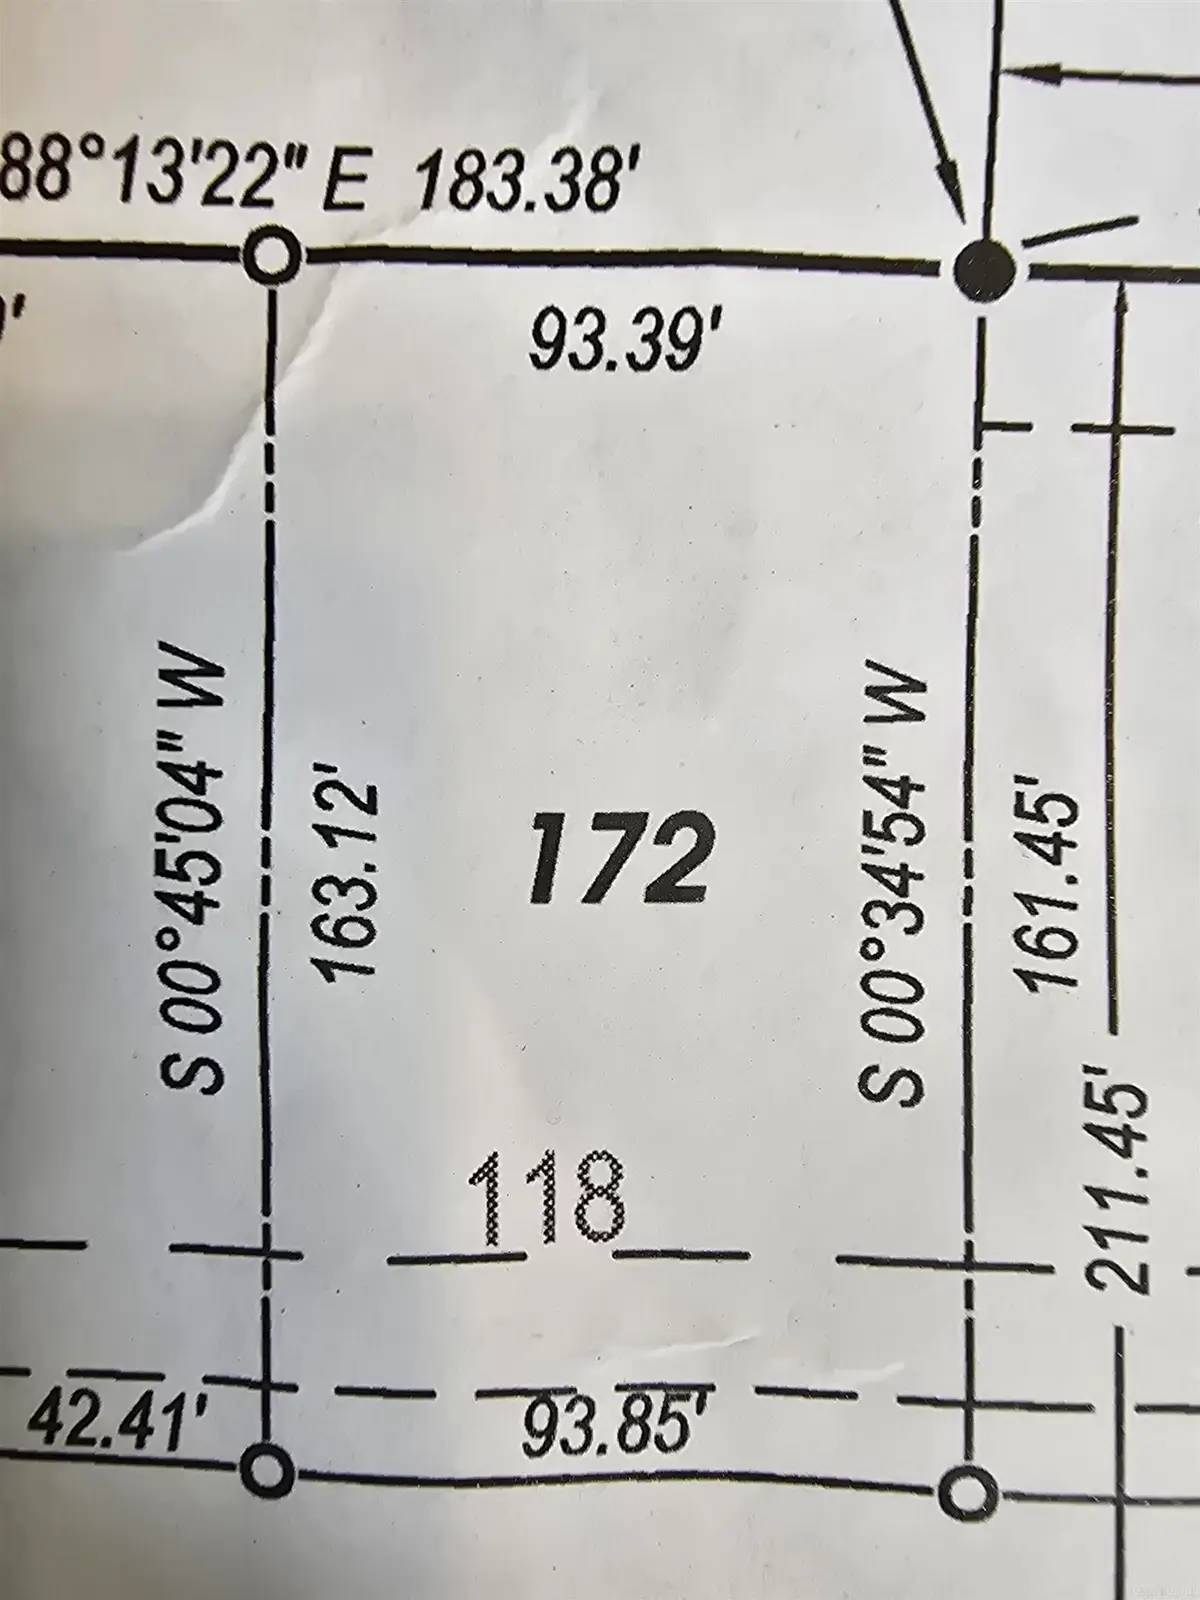 88°13'22" E 183.38'
93.39'
S 00°45'04" W
163.12'
172
S 00°34'54" W
161.45'
211.45'
118
42.41'
93.85'